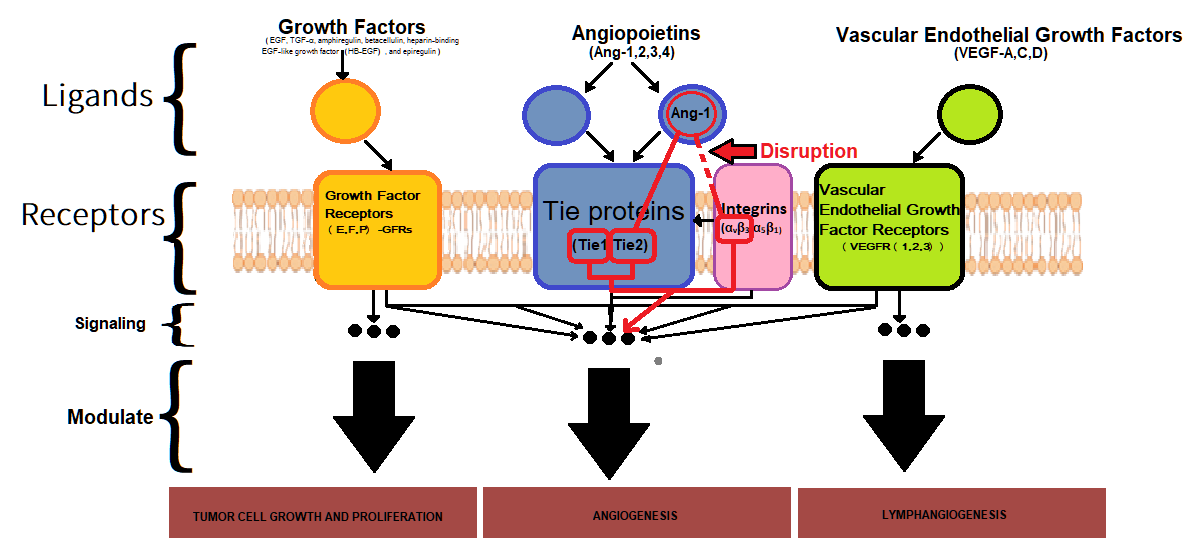 Growth Factors
( EGF, TGF-α, amphiregulin, betacellulin, heparin-binding
EGF-like growth factor (HB-EGF) , and epiregulin )
Angiopoietins
(Ang-1,2,3,4)
Vascular Endothelial Growth Factors
(VEGF-A,C,D)
Ligands
Ang-1
Disruption
Receptors
Growth Factor
Receptors
( E,F,P) -GFRs
Tie proteins
(Tie1 Tie2)
Integrins
(αvβ3 α5β1)
Vascular
Endothelial Growth
Factor Receptors
( VEGFR ( 1,2,3 ) )
Signaling
Modulate
TUMOR CELL GROWTH AND PROLIFERATION
ANGIOGENESIS
LYMPHANGIOGENESIS